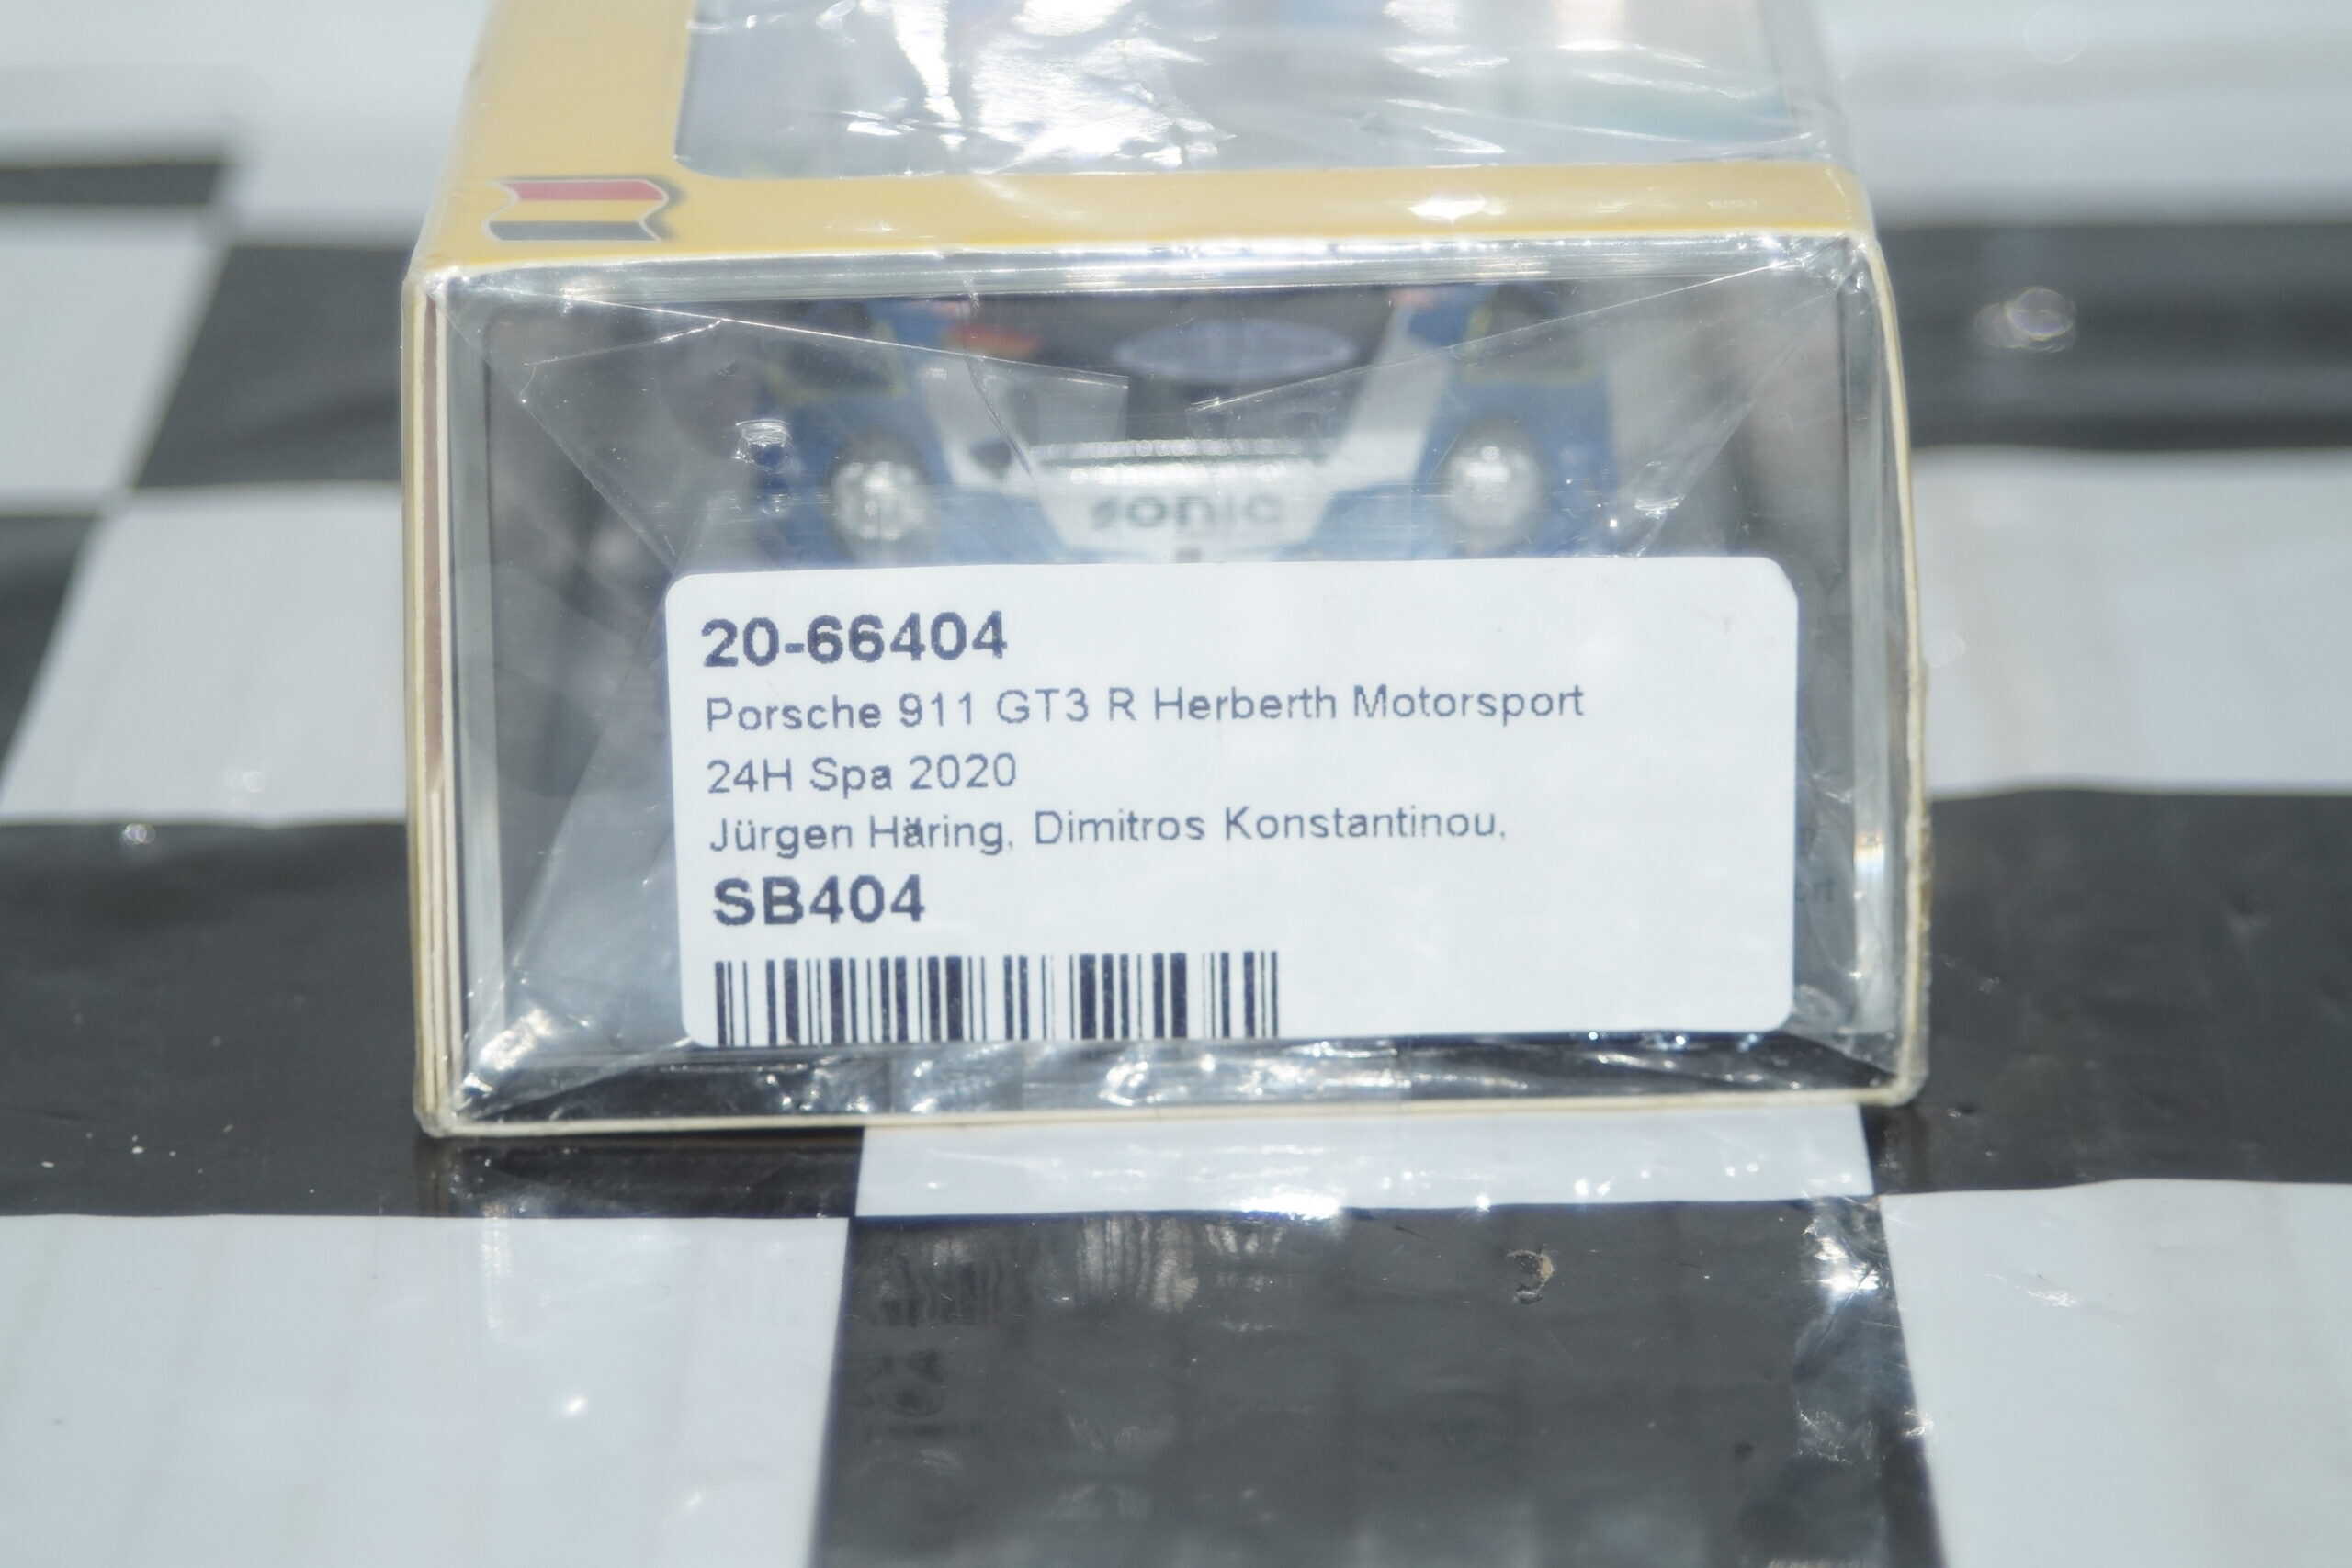 sonic
20-66404
Porsche 911 GT3 R Herberth Motorsport
24H Spa 2020
Jürgen Häring, Dimitros Konstantinou,
SB404